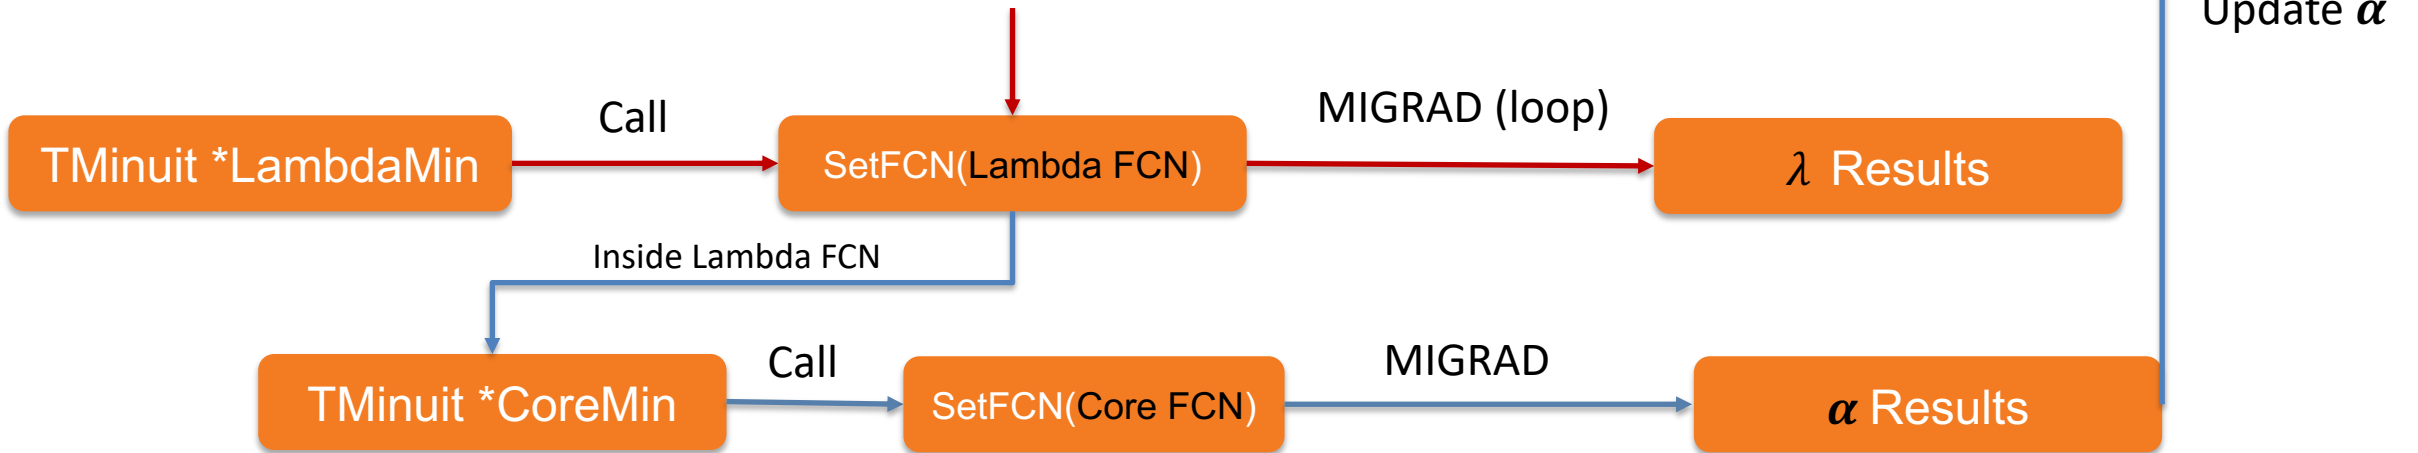 Update α
Call
MIGRAD (loop)
TMinuit *LambdaMin
SetFCN(Lambda FCN)
λ Results
Inside Lambda FCN
Call
MIGRAD
TMinuit *CoreMin
SetFCN(Core FCN)
α Results